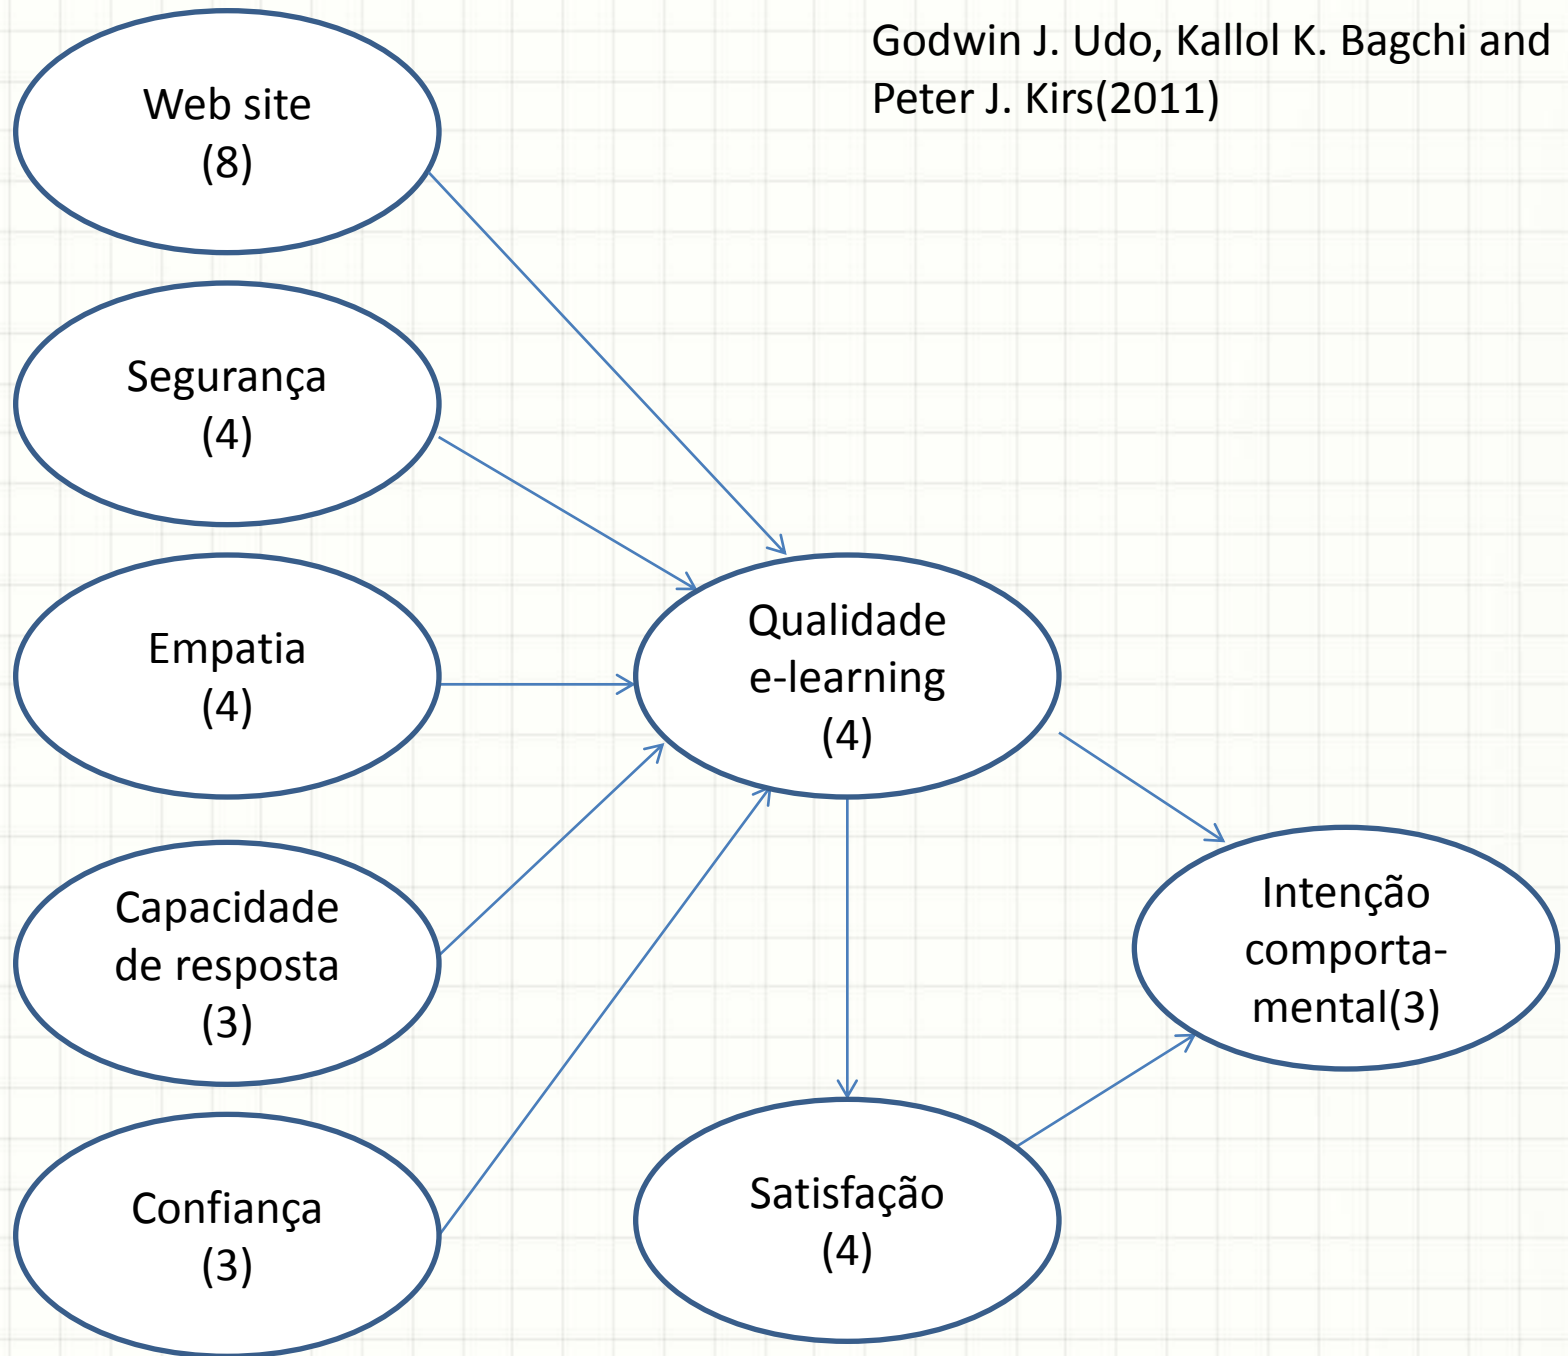 Godwin J. Udo, Kallol K. Bagchi and
Peter J. Kirs(2011)
Web site
(8)
Segurança
(4)
Empatia
(4)
Capacidade
de resposta
(3)
Confiança
(3)
Qualidade
e-learning
(4)
Satisfação
(4)
Intenção
comporta-
mental(3)